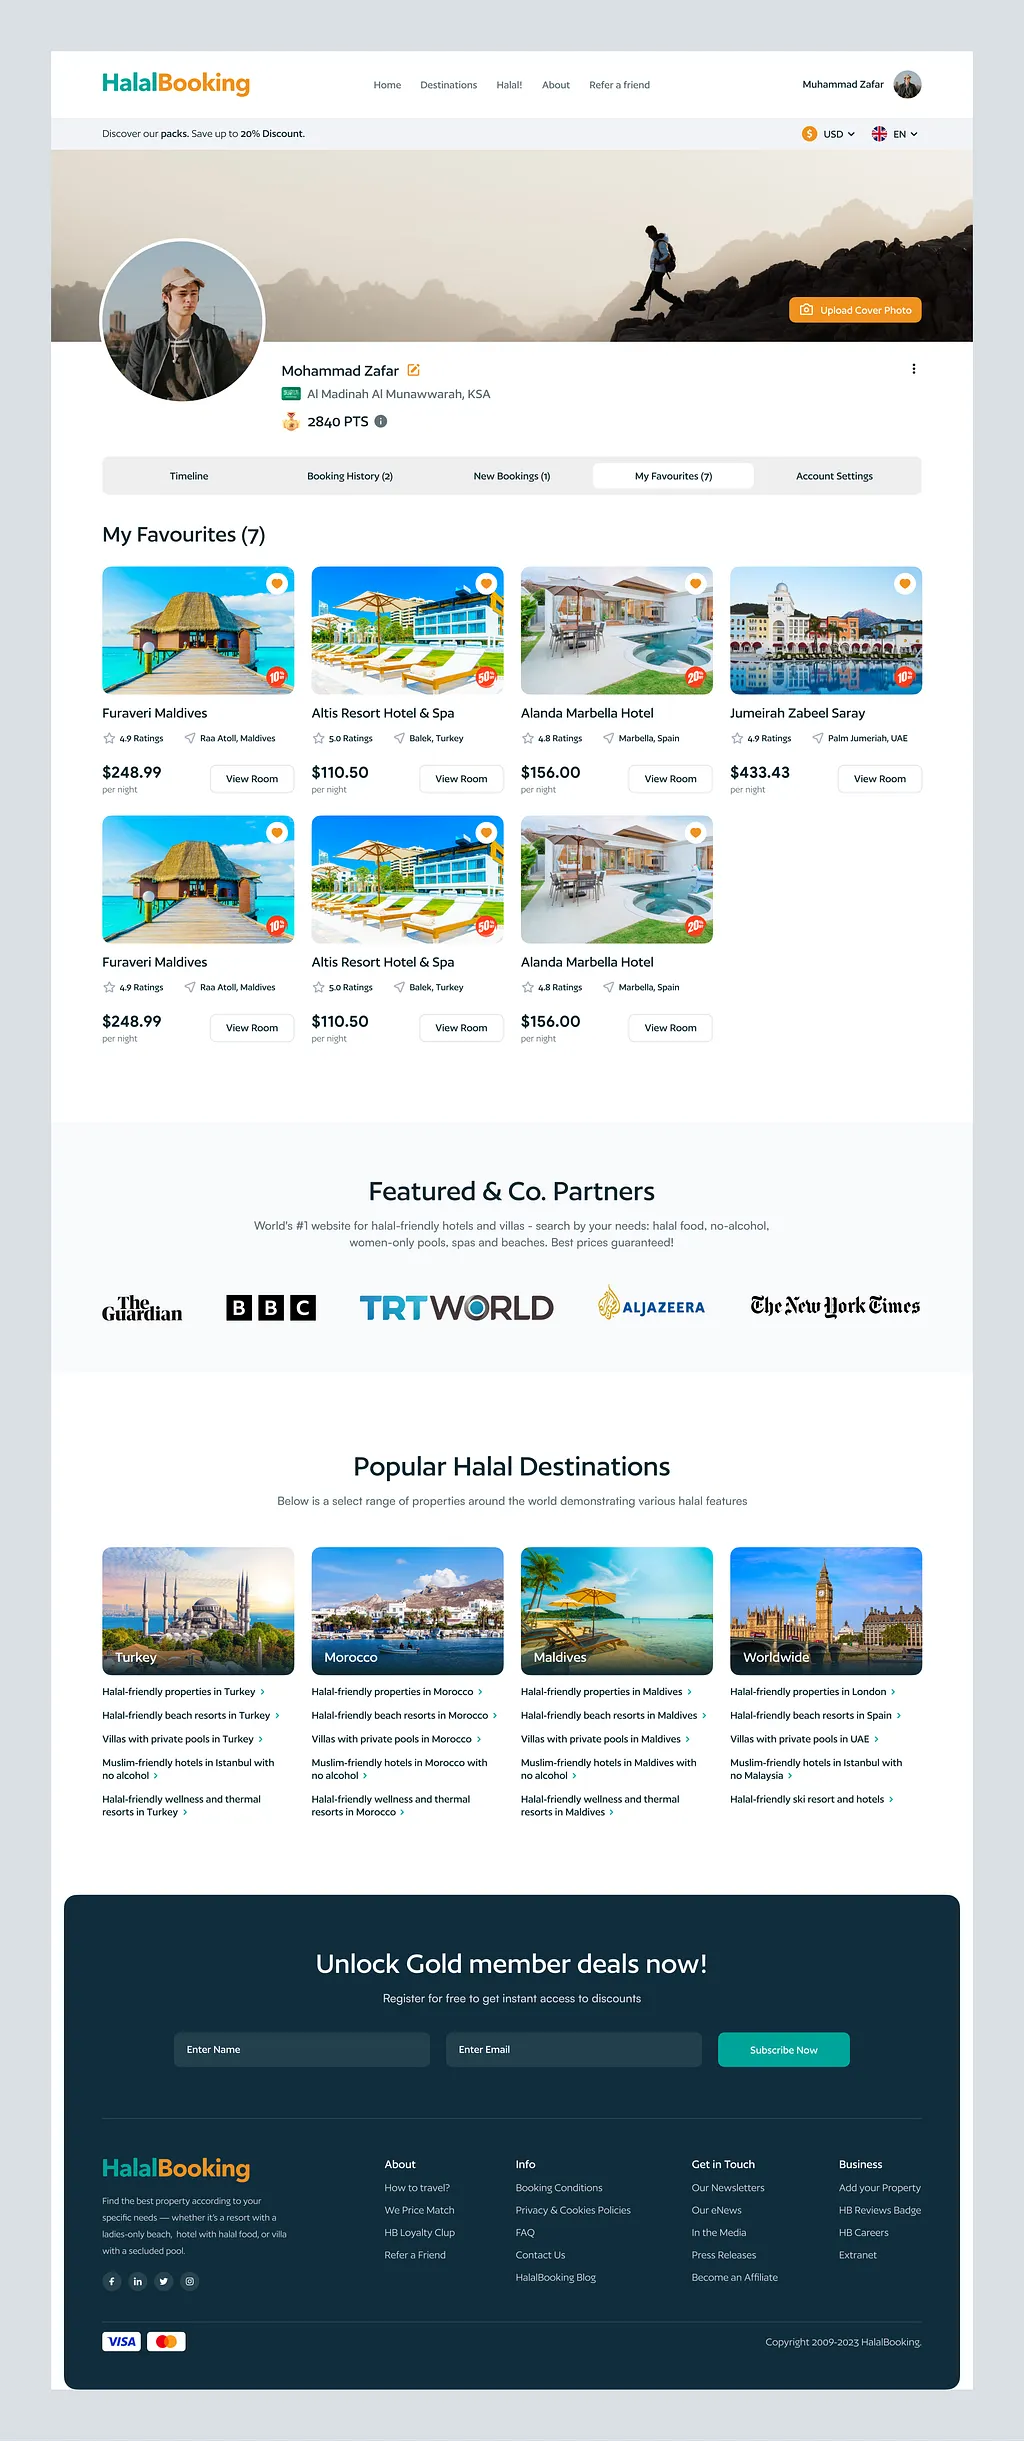 HalalBooking
Home Destinations Halal! About Refer a friend
Muhammad Zafar
Discover our packs. Save up to 20% Discount.
$ USD EN
Upload Cover Photo
Mohammad Zafar
Al Madinah Al Munawwarah, KSA
2840 PTS
Timeline Booking History (2) New Bookings (1) My Favourites (7) Account Settings
My Favourites (7)
10% 50% 20% 10%
Furaveri Maldives Altis Resort Hotel & Spa Alanda Marbella Hotel Jumeirah Zabeel Saray
4.9 Ratings Raa Atoll, Maldives 5.0 Ratings Balek, Turkey 4.8 Ratings Marbella, Spain 4.9 Ratings Palm Jumeriah, UAE
$248.99 View Room $110.50 View Room $156.00 View Room $433.43 View Room
per night per night per night per night
10% 50% 20%
Furaveri Maldives Altis Resort Hotel & Spa Alanda Marbella Hotel
4.9 Ratings Raa Atoll, Maldives 5.0 Ratings Balek, Turkey 4.8 Ratings Marbella, Spain
$248.99 View Room $110.50 View Room $156.00 View Room
per night per night per night
Featured & Co. Partners
World's #1 website for halal-friendly hotels and villas - search by your needs: halal food, no-alcohol,
women-only pools, spas and beaches. Best prices guaranteed!
The Guardian BBC TRTWORLD ALJAZEERA The New York Times
Popular Halal Destinations
Below is a select range of properties around the world demonstrating various halal features
Turkey
Halal-friendly properties in Turkey
Halal-friendly beach resorts in Turkey
Villas with private pools in Turkey
Muslim-friendly hotels in Istanbul with
no alcohol
Halal-friendly wellness and thermal
resorts in Turkey
Morocco
Halal-friendly properties in Morocco
Halal-friendly beach resorts in Morocco
Villas with private pools in Morocco
Muslim-friendly hotels in Morocco with
no alcohol
Halal-friendly wellness and thermal
resorts in Morocco
Maldives
Halal-friendly properties in Maldives
Halal-friendly beach resorts in Maldives
Villas with private pools in Maldives
Muslim-friendly hotels in Maldives with
no alcohol
Halal-friendly wellness and thermal
resorts in Maldives
Worldwide
Halal-friendly properties in London
Halal-friendly beach resorts in Spain
Villas with private pools in UAE
Muslim-friendly hotels in Istanbul with
no Malaysia
Halal-friendly ski resort and hotels
Unlock Gold member deals now!
Register for free to get instant access to discounts
Enter Name Enter Email Subscribe Now
HalalBooking
Find the best property according to your
specific needs — whether it's a resort with a
ladies-only beach, hotel with halal food, or villa
with a secluded pool.
About
How to travel?
We Price Match
HB Loyalty Clup
Refer a Friend
Info
Booking Conditions
Privacy & Cookies Policies
FAQ
Contact Us
HalalBooking Blog
Get in Touch
Our Newsletters
Our eNews
In the Media
Press Releases
Become an Affiliate
Business
Add your Property
HB Reviews Badge
HB Careers
Extranet
VISA
Copyright 2009-2023 HalalBooking.